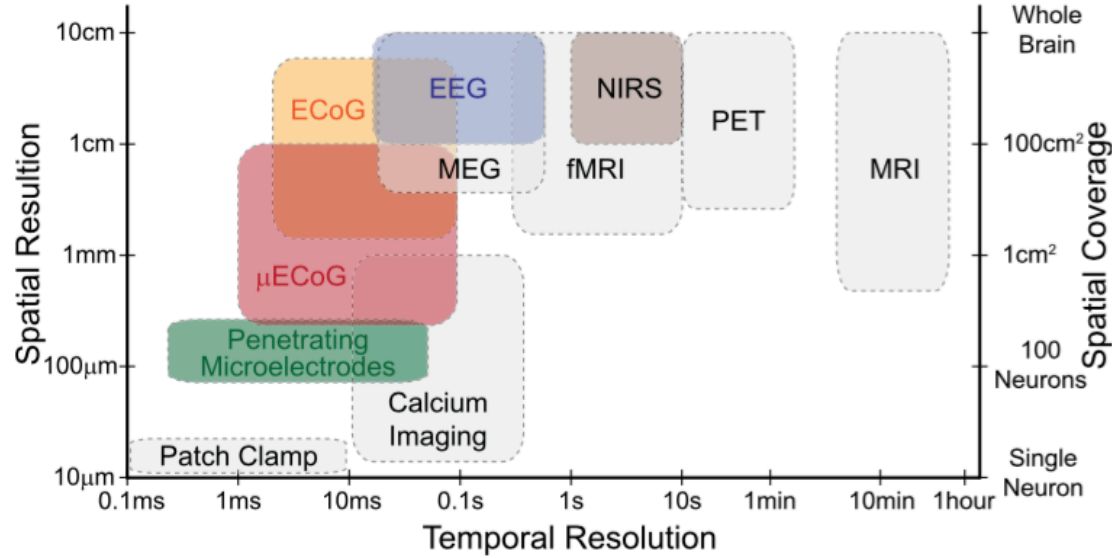 10cm
1cm
1mm
100μm
10μm
Spatial Resultion
ECoG
EEG
NIRS
PET
MEG
fMRI
MRI
μECoG
Penetrating
Microelectrodes
Calcium
Imaging
Patch Clamp
Whole
Brain
100cm²
1cm²
100
Neurons
Single
Neuron
Spatial Coverage
0.1ms
1ms
10ms
0.1s
1s
10s
1min
10min
1hour
Temporal Resolution